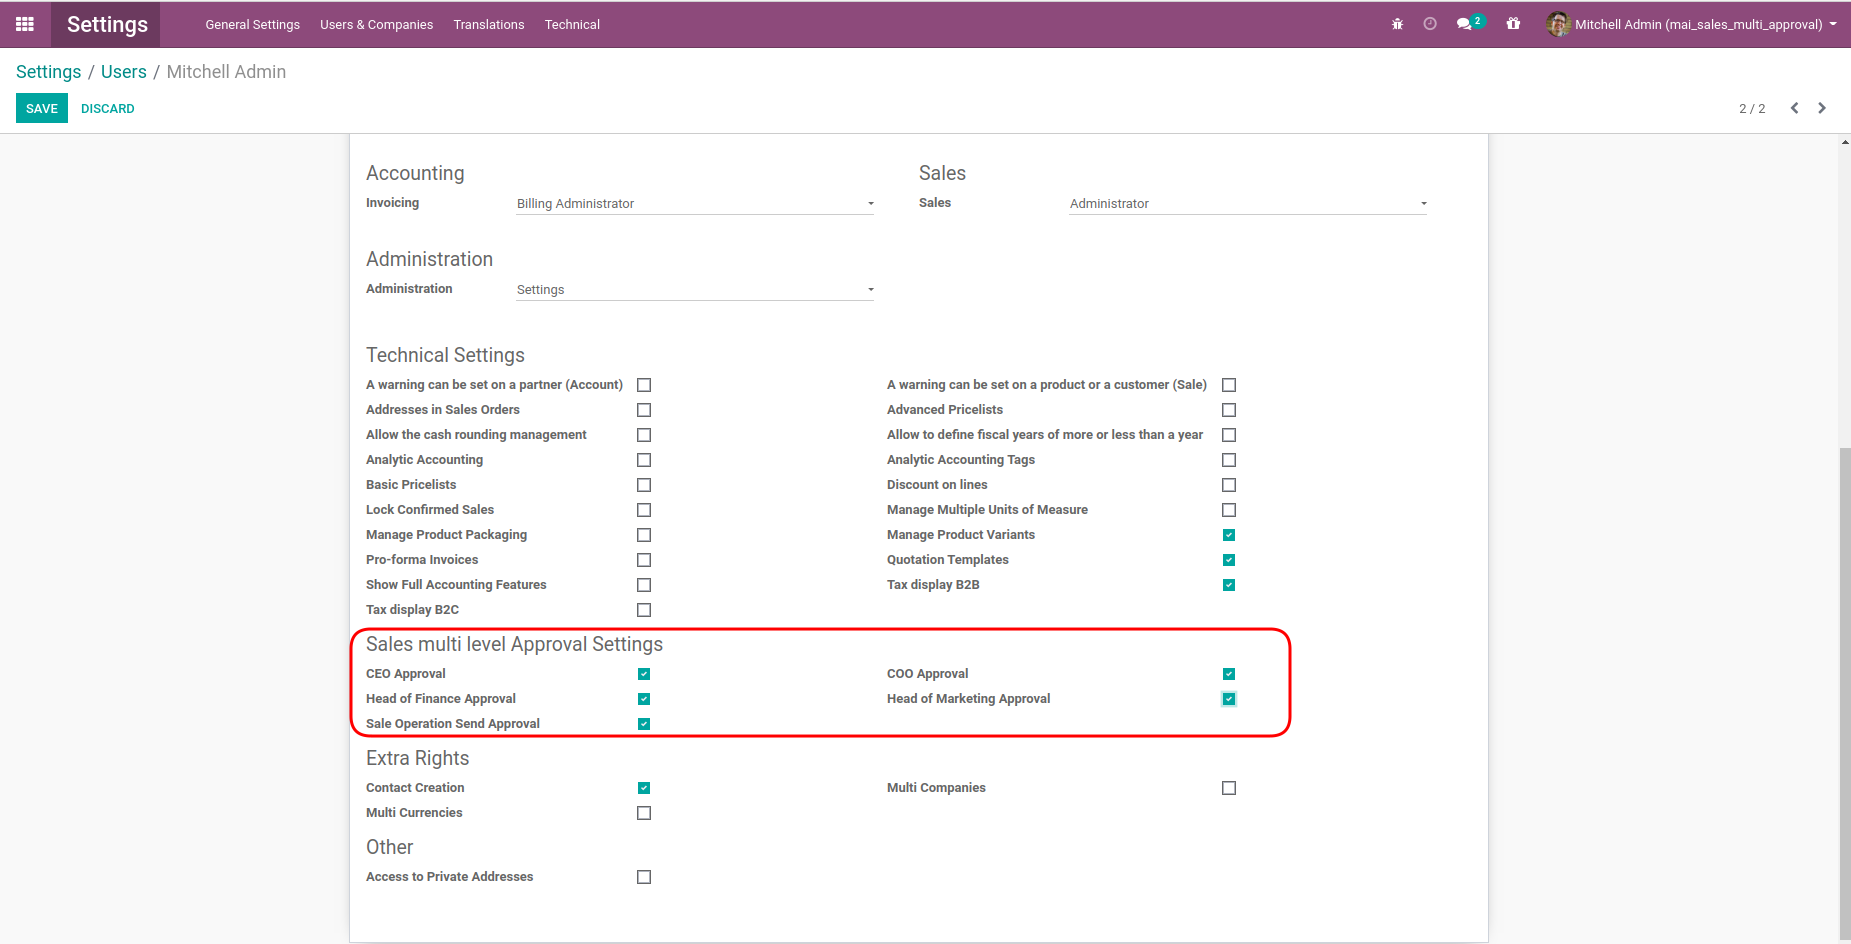 Settings General Settings Users & Companies Translations Technical 2 Mitchell Admin (mai_sales_multi_approval)
Settings / Users / Mitchell Admin
SAVE DISCARD 2 / 2
Accounting Sales
Invoicing Billing Administrator Sales Administrator
Administration
Administration Settings
Technical Settings
A warning can be set on a partner (Account) A warning can be set on a product or a customer (Sale)
Addresses in Sales Orders Advanced Pricelists
Allow the cash rounding management Allow to define fiscal years of more or less than a year
Analytic Accounting Analytic Accounting Tags
Basic Pricelists Discount on lines
Lock Confirmed Sales Manage Multiple Units of Measure
Manage Product Packaging Manage Product Variants
Pro-forma Invoices Quotation Templates
Show Full Accounting Features Tax display B2B
Tax display B2C
Sales multi level Approval Settings
CEO Approval COO Approval
Head of Finance Approval Head of Marketing Approval
Sale Operation Send Approval
Extra Rights
Contact Creation Multi Companies
Multi Currencies
Other
Access to Private Addresses